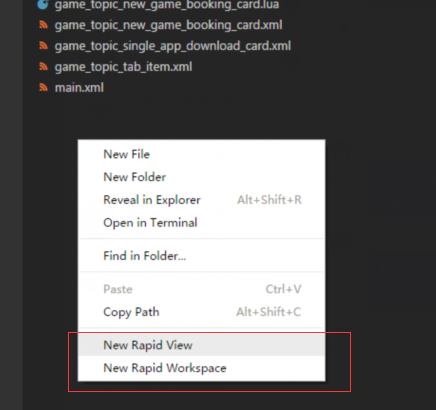 game_topic_new_game_booking_card.lua
game_topic_new_game_booking_card.xml
game_topic_single_app_download_card.xml
game_topic_tab_item.xml
main.xml
New File
New Folder
Reveal in Explorer Alt+Shift+R
Open in Terminal
Find in Folder...
Paste Ctrl+V
Copy Path Alt+Shift+C
New Rapid View
New Rapid Workspace